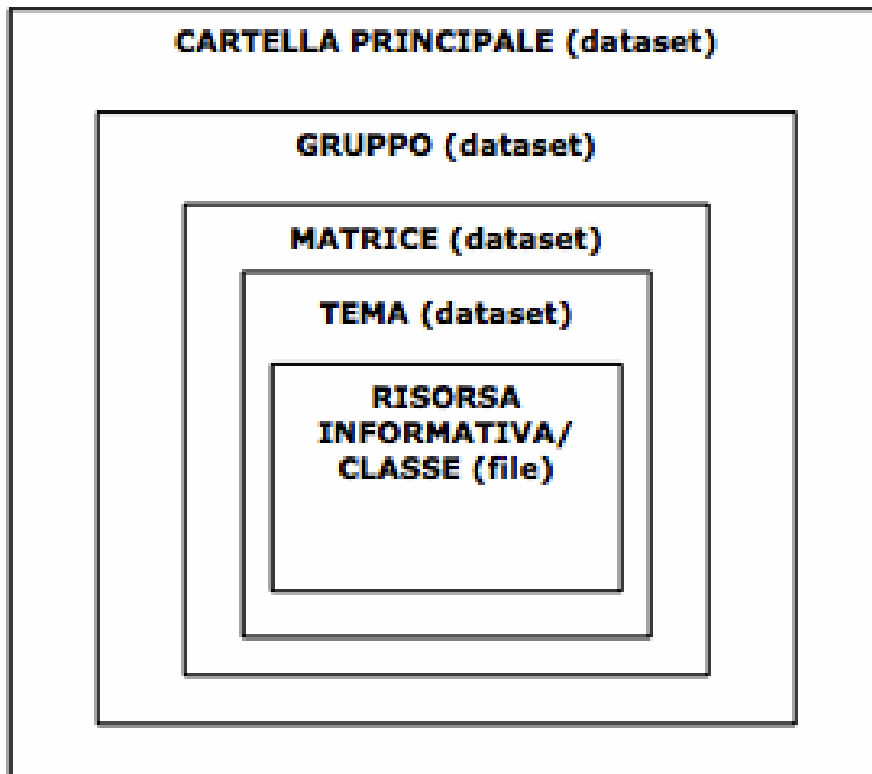 CARTELLA PRINCIPALE (dataset)
GRUPPO (dataset)
MATRICE (dataset)
TEMA (dataset)
RISORSA
INFORMATIVA/
CLASSE (file)